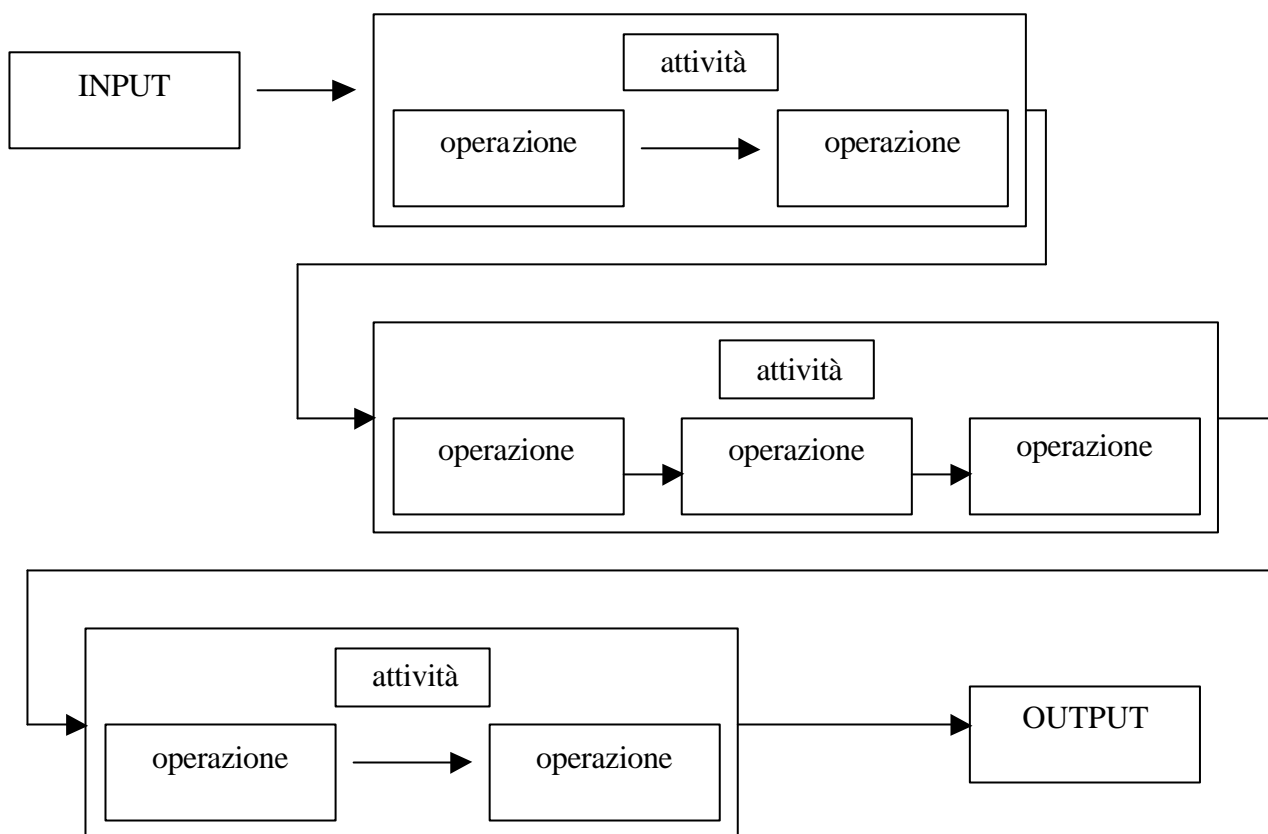 INPUT
attività
operazione
operazione
attività
operazione
operazione
operazione
attività
operazione
operazione
OUTPUT